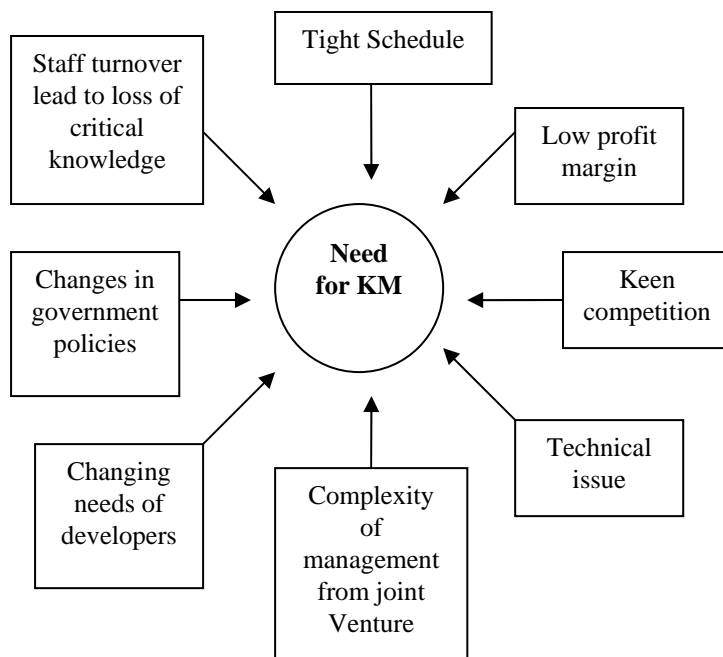 Tight Schedule
Staff turnover
lead to loss of
critical
knowledge
Low profit
margin
Need
for KM
Changes in
government
policies
Keen
competition
Changing
needs of
developers
Complexity
of
management
from joint
Venture
Technical
issue